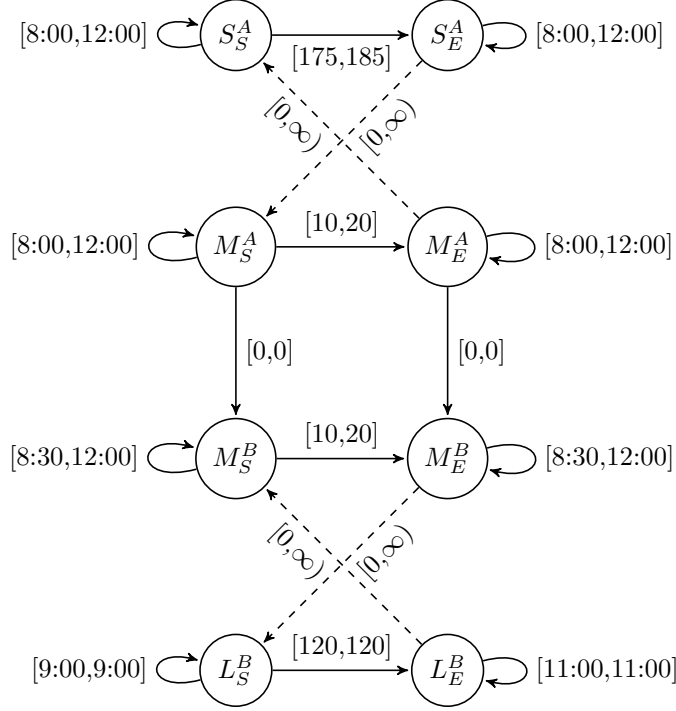 [8:00,12:00] S_S^A S_E^A [8:00,12:00]
[175,185]
[0,∞) [0,∞)
[10,20]
[8:00,12:00] M_S^A M_E^A [8:00,12:00]
[0,0] [0,0]
[10,20]
[8:30,12:00] M_S^B M_E^B [8:30,12:00]
[0,∞) [0,∞)
[120,120]
[9:00,9:00] L_S^B L_E^B [11:00,11:00]